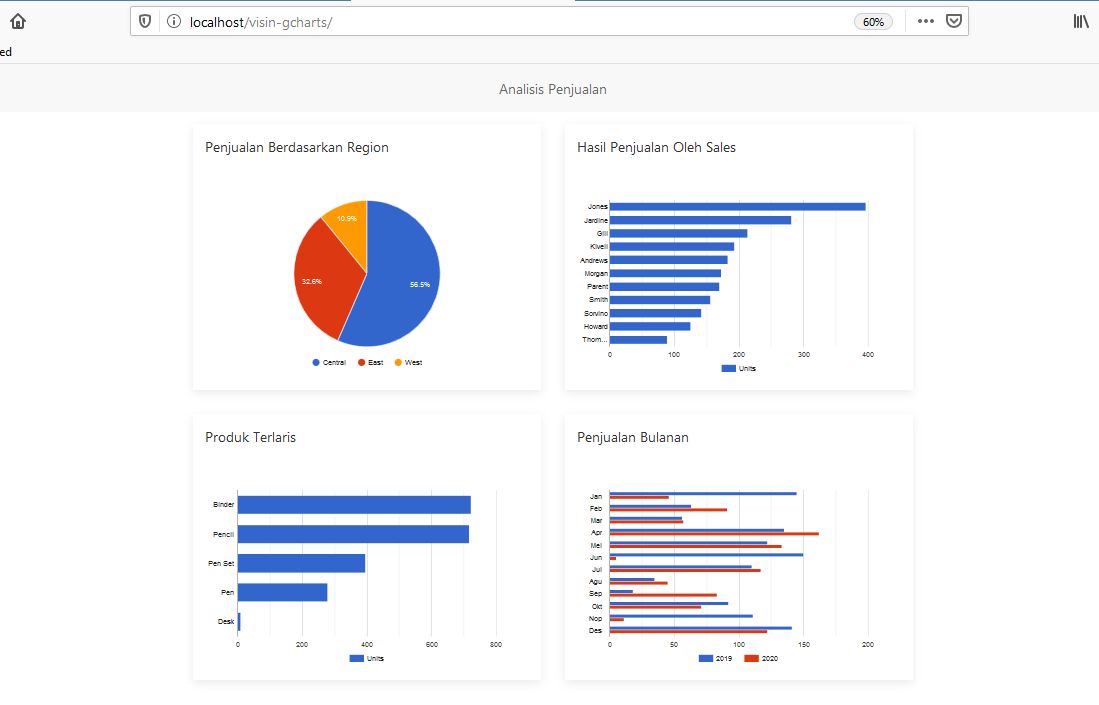 localhost/visin-gcharts/
60%
ed
Analisis Penjualan
Penjualan Berdasarkan Region
10.9%
32.6%
56.5%
Central East West
Hasil Penjualan Oleh Sales
Jones
Jardine
Gill
Kivell
Andrews
Morgan
Parent
Smith
Sorvino
Howard
Thom...
0 100 200 300 400
Units
Produk Terlaris
Binder
Pencil
Pen Set
Pen
Desk
0 200 400 600 800
Units
Penjualan Bulanan
Jan
Feb
Mar
Apr
Mei
Jun
Jul
Agu
Sep
Okt
Nop
Des
0 50 100 150 200
2019 2020